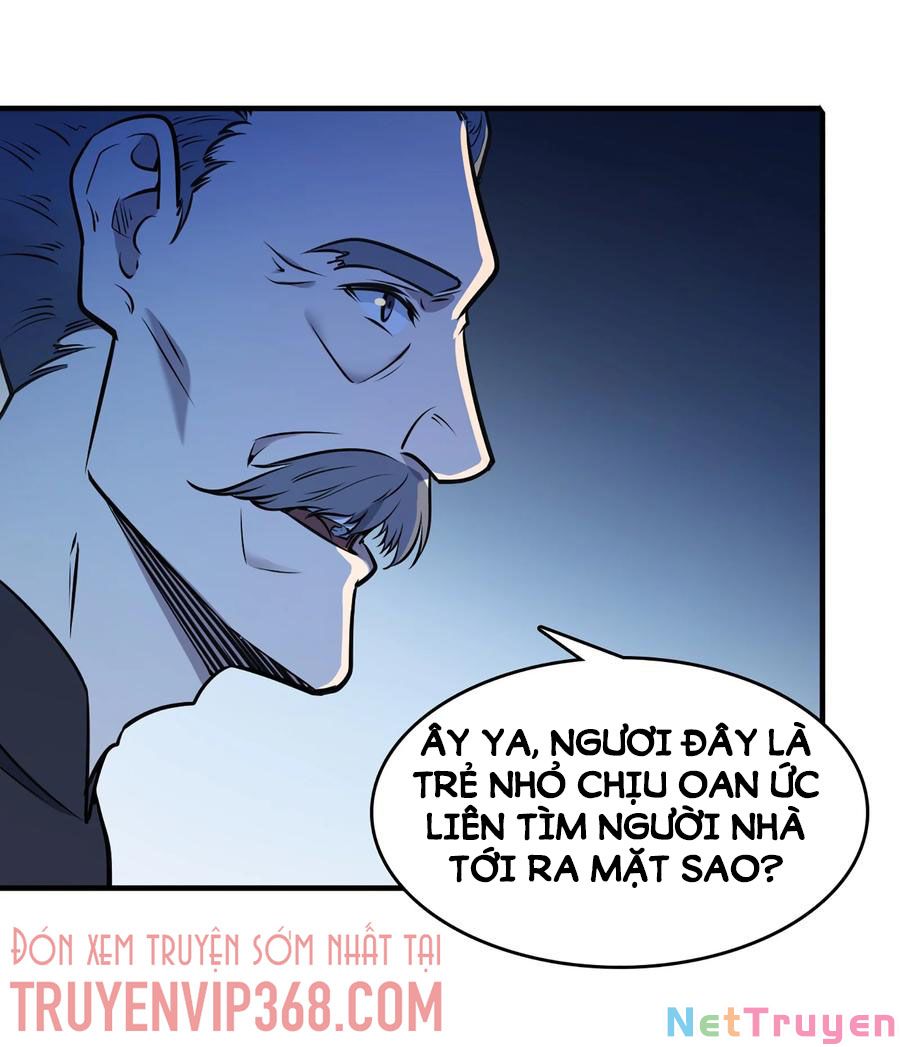 ÂY YA, NGƯƠI ĐÂY LÀ
TRẺ NHỎ CHỊU OAN ỨC
LIÊN TÌM NGƯỜI NHÀ
TỚI RA MẶT SAO?
ĐÓN XEM TRUYỆN SỚM NHẤT TẠI
TRUYENVIP368.COM
NetTruyen